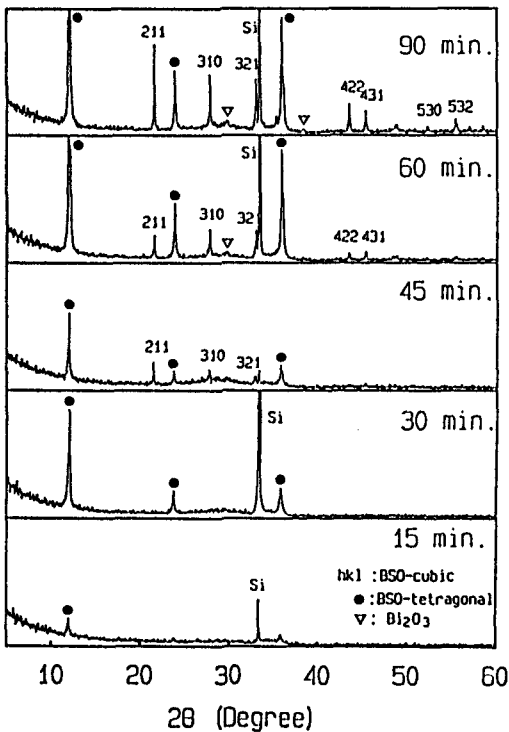 211 Si 90 min.
310 321
422 431
530 532
Si 60 min.
211 310 32
422 431
45 min.
211 310 321
30 min.
Si
15 min.
hkl :BSO-cubic
Si ●:BSO-tetragonal
▽: Bi2O3
10 20 30 40 50 60
2θ (Degree)